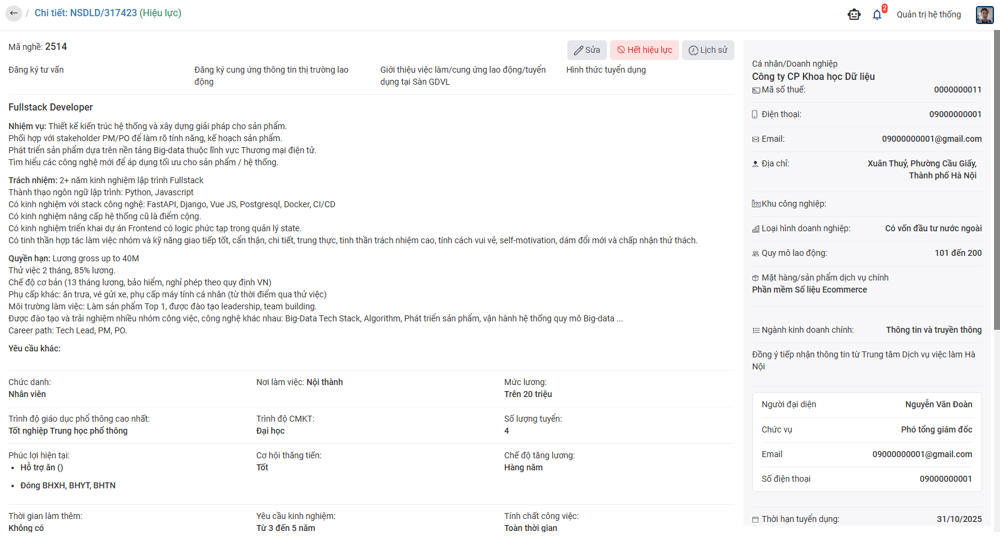 / Chi tiết: NSDLD/317423 (Hiệu lực)
2
Quản trị hệ thống
Mã nghề: 2514
Sửa
Hết hiệu lực
Lịch sử
Đăng ký tư vấn
Đăng ký cung ứng thông tin thị trường lao
động
Giới thiệu việc làm/cung ứng lao động/tuyển
dụng tại Sàn GDVL
Hình thức tuyển dụng
Fullstack Developer
Nhiệm vụ: Thiết kế kiến trúc hệ thống và xây dựng giải pháp cho sản phẩm.
Phối hợp với stakeholder PM/PO để làm rõ tính năng, kế hoạch sản phẩm.
Phát triển sản phẩm dựa trên nền tảng Big-data thuộc lĩnh vực Thương mại điện tử.
Tìm hiểu các công nghệ mới để áp dụng tối ưu cho sản phẩm / hệ thống.
Trách nhiệm: 2+ năm kinh nghiệm lập trình Fullstack
Thành thạo ngôn ngữ lập trình: Python, Javascript
Có kinh nghiệm với stack công nghệ: FastAPI, Django, Vue JS, Postgresql, Docker, CI/CD
Có kinh nghiệm nâng cấp hệ thống cũ là điểm cộng.
Có kinh nghiệm triển khai dự án Frontend có logic phức tạp trong quản lý state.
Có tinh thần hợp tác làm việc nhóm và kỹ năng giao tiếp tốt, cẩn thận, chi tiết, trung thực, tinh thần trách nhiệm cao, tính cách vui vẻ, self-motivation, dám đổi mới và chấp nhận thử thách.
Quyền hạn: Lương gross up to 40M
Thử việc 2 tháng, 85% lương.
Chế độ cơ bản (13 tháng lương, bảo hiểm, nghỉ phép theo quy định VN)
Phụ cấp khác: ăn trưa, vé gửi xe, phụ cấp máy tính cá nhân (từ thời điểm qua thử việc)
Môi trường làm việc: Làm sản phẩm Top 1, được đào tạo leadership, team building.
Được đào tạo và trải nghiệm nhiều nhóm công việc, công nghệ khác nhau: Big-Data Tech Stack, Algorithm, Phát triển sản phẩm, vận hành hệ thống quy mô Big-data ...
Career path: Tech Lead, PM, PO.
Yêu cầu khác:
Chức danh:
Nhân viên
Nơi làm việc: Nội thành
Mức lương:
Trên 20 triệu
Trình độ giáo dục phổ thông cao nhất:
Tốt nghiệp Trung học phổ thông
Trình độ CMKT:
Đại học
Số lượng tuyển:
4
Phúc lợi hiện tại:
• Hỗ trợ ăn ()
• Đóng BHXH, BHYT, BHTN
Cơ hội thăng tiến:
Tốt
Chế độ tăng lương:
Hàng năm
Thời gian làm thêm:
Không có
Yêu cầu kinh nghiệm:
Từ 3 đến 5 năm
Tính chất công việc:
Toàn thời gian
Cá nhân/Doanh nghiệp
Công ty CP Khoa học Dữ liệu
Mã số thuế: 0000000011
Điện thoại: 09000000001
Email: 09000000001@gmail.com
Địa chỉ: Xuân Thuỷ, Phường Cầu Giấy,
Thành phố Hà Nội
Khu công nghiệp:
Loại hình doanh nghiệp: Có vốn đầu tư nước ngoài
Quy mô lao động: 101 đến 200
Mặt hàng/sản phẩm dịch vụ chính
Phần mềm Số liệu Ecommerce
Ngành kinh doanh chính: Thông tin và truyền thông
Đồng ý tiếp nhận thông tin từ Trung tâm Dịch vụ việc làm Hà
Nội
Người đại diện Nguyễn Văn Đoàn
Chức vụ Phó tổng giám đốc
Email 09000000001@gmail.com
Số điện thoại 09000000001
Thời hạn tuyển dụng: 31/10/2025